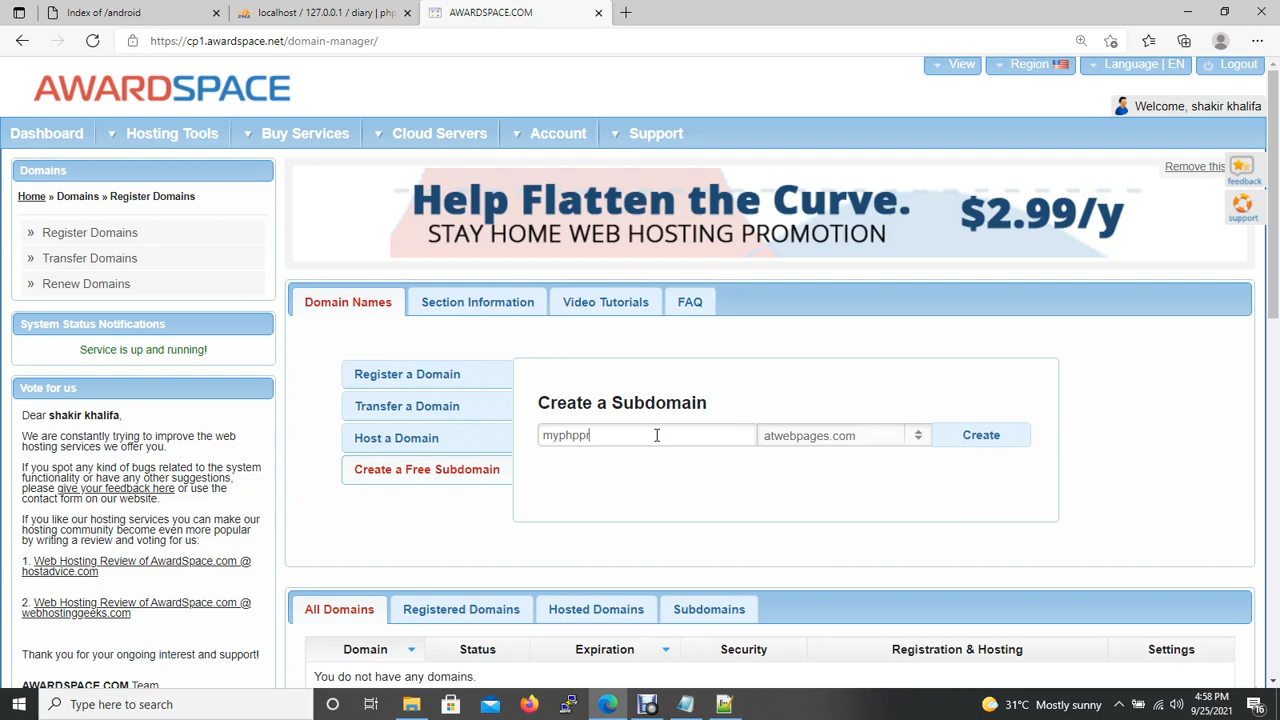 Index of /android
localhost / 127.0.0.1 / diary | php
AWARDSPACE.COM
https://cp1.awardspace.net/domain-manager/
View
Region
Language | EN
Logout
AWARDSPACE
Welcome, shakir khalifa
Dashboard
Hosting Tools
Buy Services
Cloud Servers
Account
Support
Domains
Home » Domains » Register Domains
» Register Domains
» Transfer Domains
» Renew Domains
System Status Notifications
Service is up and running!
Vote for us
Dear shakir khalifa,
We are constantly trying to improve the web
hosting services we offer you.
If you spot any kind of bugs related to the system
functionality or have any other suggestions,
please give your feedback here or use the
contact form on our website.
If you like our hosting services you can make our
hosting community become even more popular
by writing a review and voting for us:
1. Web Hosting Review of AwardSpace.com @
hostadvice.com
2. Web Hosting Review of AwardSpace.com @
webhostinggeeks.com
Thank you for your ongoing interest and support!
AWARDSPACE.COM Team
Remove this
Help Flatten the Curve.
STAY HOME WEB HOSTING PROMOTION
$2.99/y
feedback
support
Domain Names
Section Information
Video Tutorials
FAQ
Register a Domain
Transfer a Domain
Host a Domain
Create a Free Subdomain
Create a Subdomain
myphppr
atwebpages.com
Create
All Domains
Registered Domains
Hosted Domains
Subdomains
Domain
Status
Expiration
Security
Registration & Hosting
Settings
You do not have any domains.
Type here to search
31°C Mostly sunny
4:58 PM
9/25/2021
16